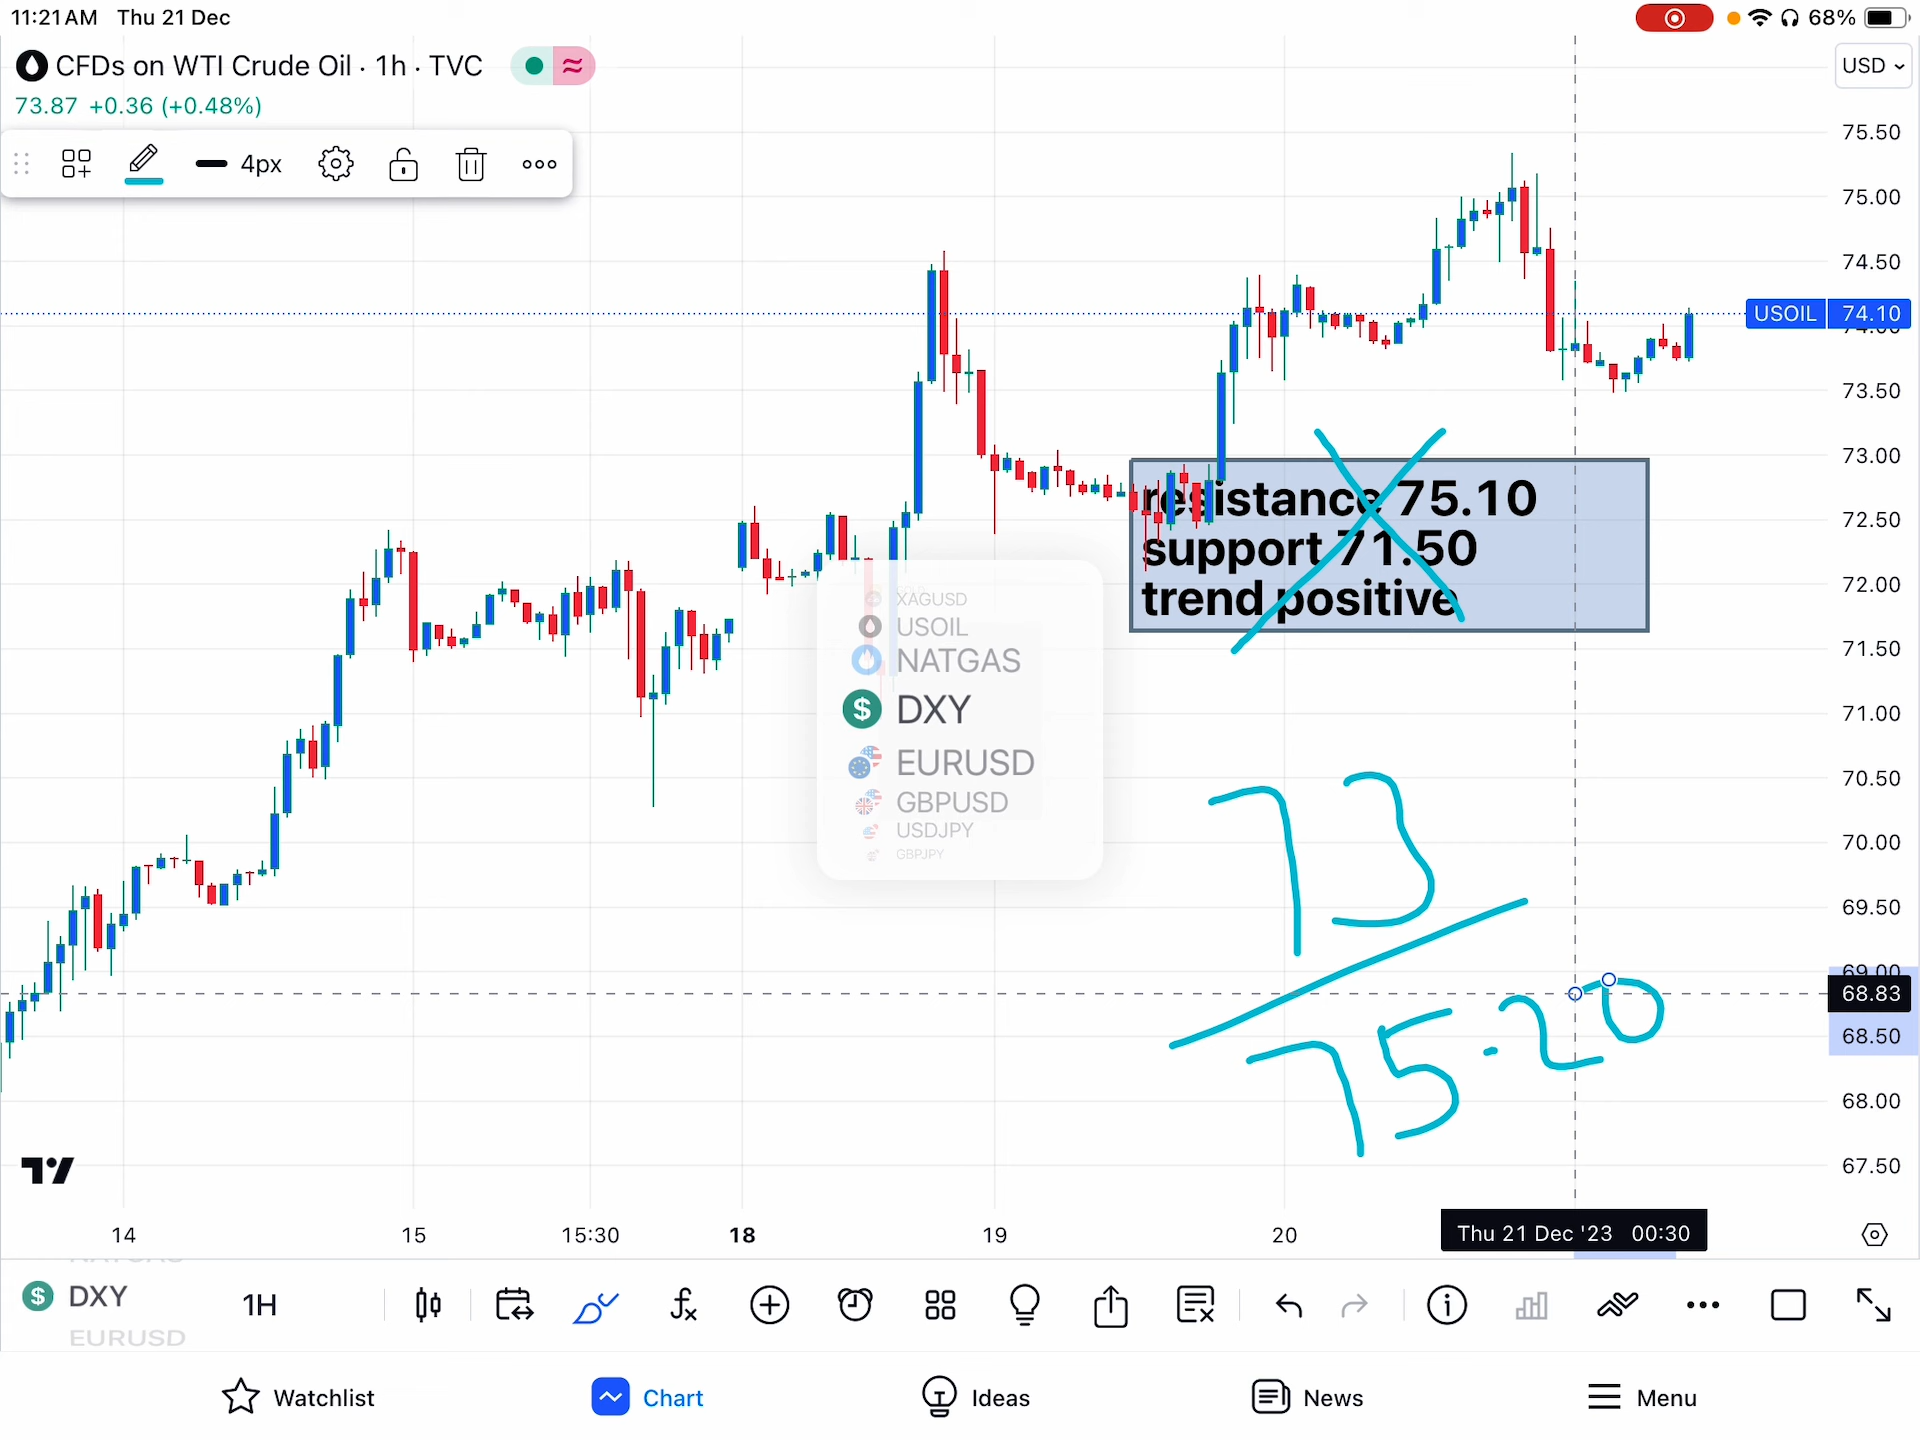 11:21 AM Thu 21 Dec
68%
CFDs on WTI Crude Oil · 1h · TVC
USD
73.87 +0.36 (+0.48%)
4px
75.50
75.00
74.50
USOIL 74.10
74.00
73.50
73.00
72.50
72.00
71.50
71.00
70.50
70.00
69.50
69.00
68.83
68.50
68.00
67.50
resistance 75.10
support 71.50
trend positive
XAGUSD
USOIL
NATGAS
DXY
EURUSD
GBPUSD
USDJPY
GBPJPY
73
75.20
14 15 15:30 18 19 20
Thu 21 Dec '23 00:30
NATGAS
DXY
EURUSD
1H
Watchlist
Chart
Ideas
News
Menu